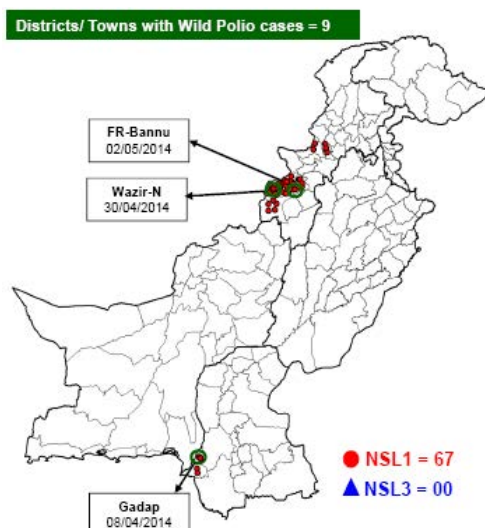 Districts/ Towns with Wild Polio cases = 9
FR-Bannu
02/05/2014
Wazir-N
30/04/2014
NSL1 = 67
NSL3 = 00
Gadap
08/04/2014